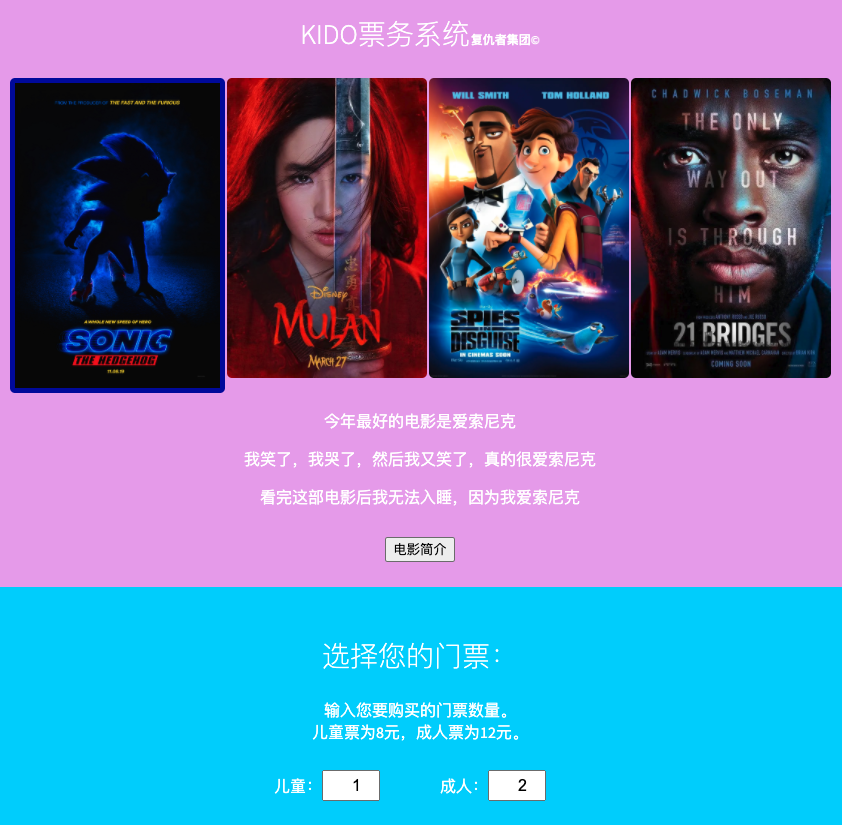 KIDO票务系统复仇者集团©
FROM THE PRODUCER OF THE FAST AND THE FURIOUS
A WHOLE NEW SPEED OF HERO
SONIC
THE HEDGEHOG
11.08.19
DISNEY
MULAN
MARCH 27
WILL SMITH TOM HOLLAND
SPIES
DISGUISE
IN CINEMAS SOON
CHADWICK BOSEMAN
THE ONLY
WAY OUT
IS THROUGH
HIM
21 BRIDGES
COMING SOON
今年最好的电影是爱索尼克
我笑了，我哭了，然后我又笑了，真的很爱索尼克
看完这部电影后我无法入睡，因为我爱索尼克
电影简介
选择您的门票：
输入您要购买的门票数量。
儿童票为8元，成人票为12元。
儿童： 1 成人： 2